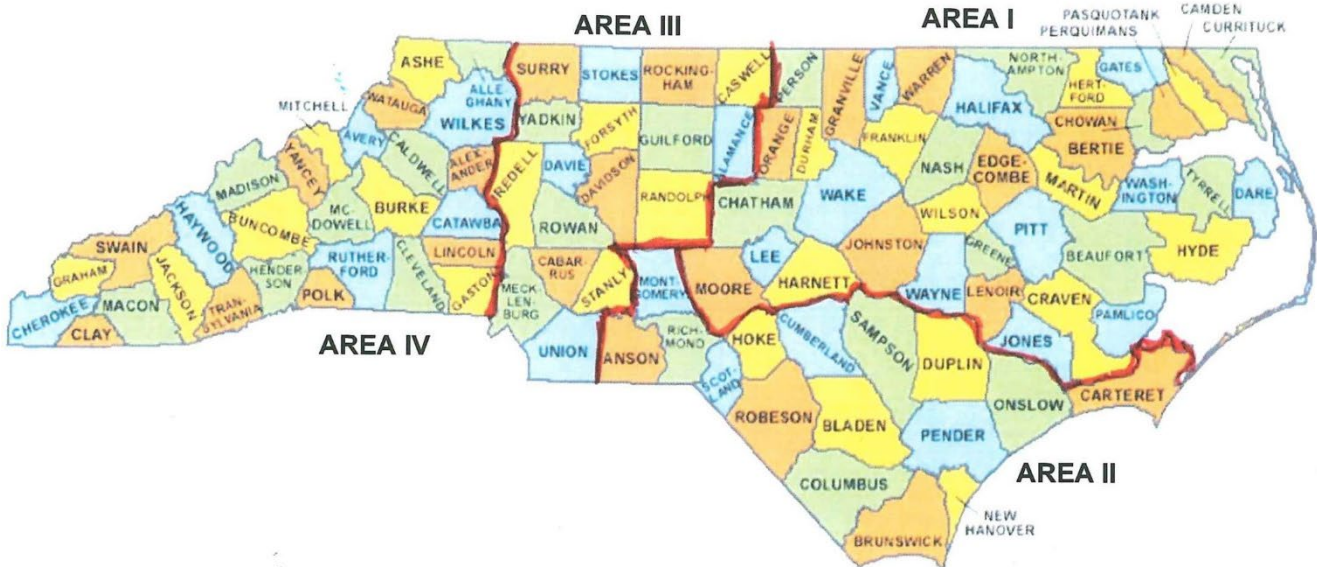 AREA III
AREA I
PASQUOTANK
PERQUIMANS
CAMDEN
CURRITUCK
ASHE
ALLE-
GHANY
SURRY
STOKES
ROCKING-
HAM
CASWELL
PERSON
GRANVILLE
VANCE
WARREN
NORTH-
AMPTON
HERT-
FORD
GATES
MITCHELL
WATAUGA
WILKES
YADKIN
FORSYTH
GUILFORD
ALAMANCE
ORANGE
DURHAM
FRANKLIN
HALIFAX
CHOWAN
BERTIE
AVERY
CALDWELL
ALEX-
ANDER
IREDELL
DAVIE
DAVIDSON
RANDOLPH
CHATHAM
WAKE
NASH
EDGE-
COMBE
MARTIN
WASH-
INGTON
TYRRELL
DARE
MADISON
YANCEY
MC-
DOWELL
BURKE
CATAWBA
ROWAN
WILSON
PITT
HYDE
SWAIN
HAYWOOD
BUNCOMBE
RUTHER-
FORD
CLEVELAND
LINCOLN
CABAR-
RUS
STANLY
MONT-
GOMERY
MOORE
LEE
HARNETT
JOHNSTON
GREENE
BEAUFORT
GRAHAM
JACKSON
HENDER
SON
POLK
GASTON
MECK
LEN-
BURG
WAYNE
LENOIR
CRAVEN
PAMLICO
CHEROKEE
CLAY
MACON
TRAN-
SYLVANIA
AREA IV
UNION
ANSON
RICH-
MOND
HOKE
CUMBERLAND
SAMPSON
DUPLIN
JONES
SCOT-
LAND
ROBESON
BLADEN
PENDER
ONSLOW
CARTERET
COLUMBUS
AREA II
NEW
HANOVER
BRUNSWICK